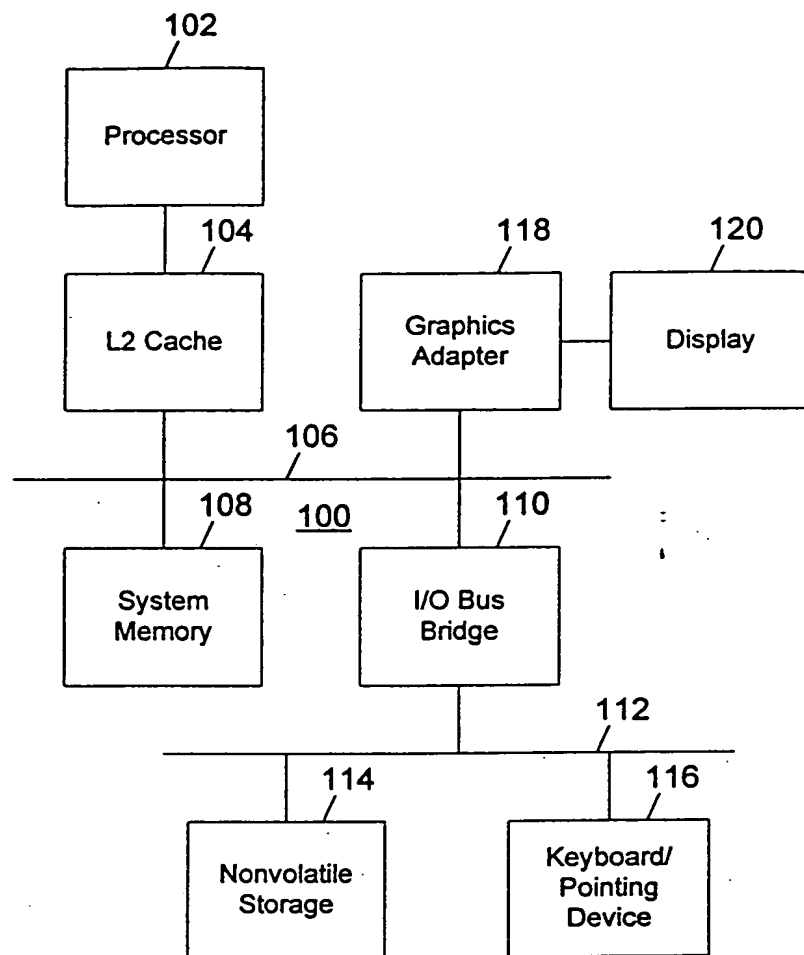 102
Processor
104
L2 Cache
118
Graphics
Adapter
120
Display
106
100
108
System
Memory
110
I/O Bus
Bridge
112
114
Nonvolatile
Storage
116
Keyboard/
Pointing
Device